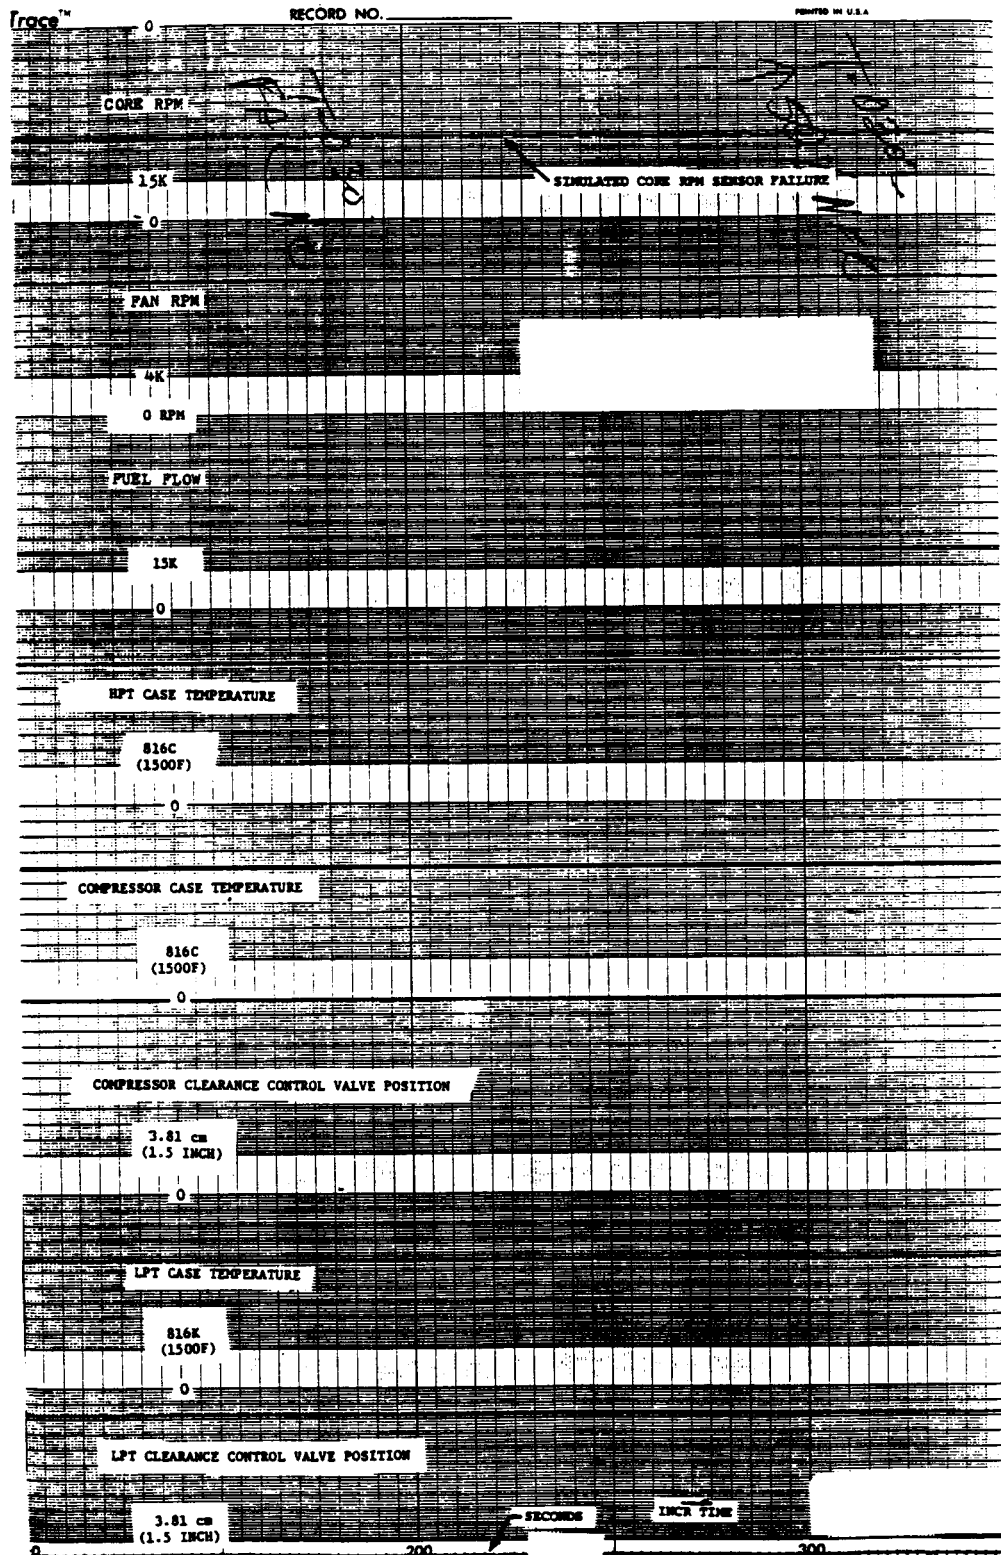 Trace™
RECORD NO.
PRINTED IN U.S.A
0
CORE RPM
15K
SIMULATED CORE RPM SENSOR FAILURE
0
FAN RPM
4K
0 RPM
FUEL FLOW
15K
0
HPT CASE TEMPERATURE
816C
(1500F)
0
COMPRESSOR CASE TEMPERATURE
816C
(1500F)
0
COMPRESSOR CLEARANCE CONTROL VALVE POSITION
3.81 cm
(1.5 INCH)
0
LPT CASE TEMPERATURE
816K
(1500F)
0
LPT CLEARANCE CONTROL VALVE POSITION
3.81 cm
(1.5 INCH)
SECONDS
INCR TIME
0 200 300